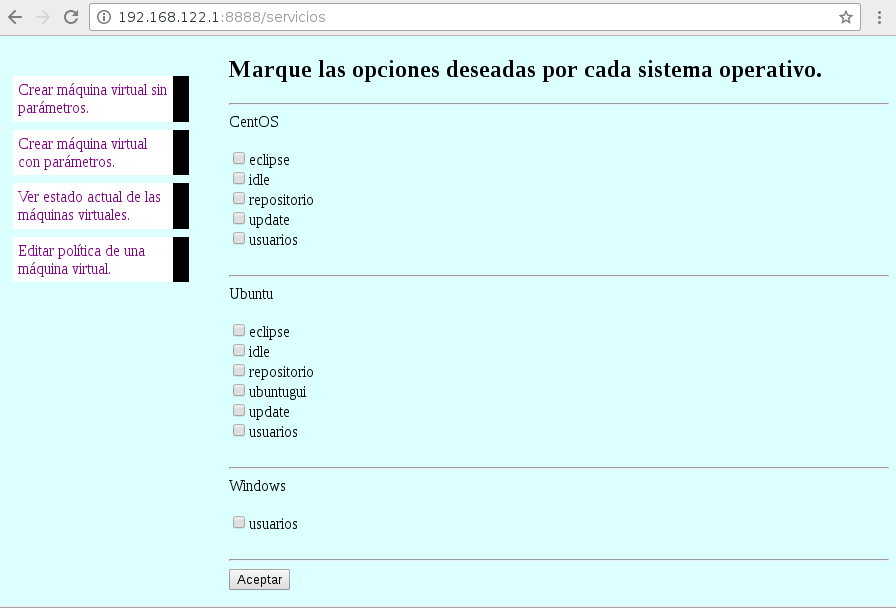 192.168.122.1:8888/servicios
Crear máquina virtual sin
parámetros.
Crear máquina virtual
con parámetros.
Ver estado actual de las
máquinas virtuales.
Editar política de una
máquina virtual.
Marque las opciones deseadas por cada sistema operativo.
CentOS
eclipse
idle
repositorio
update
usuarios
Ubuntu
eclipse
idle
repositorio
ubuntugui
update
usuarios
Windows
usuarios
Aceptar